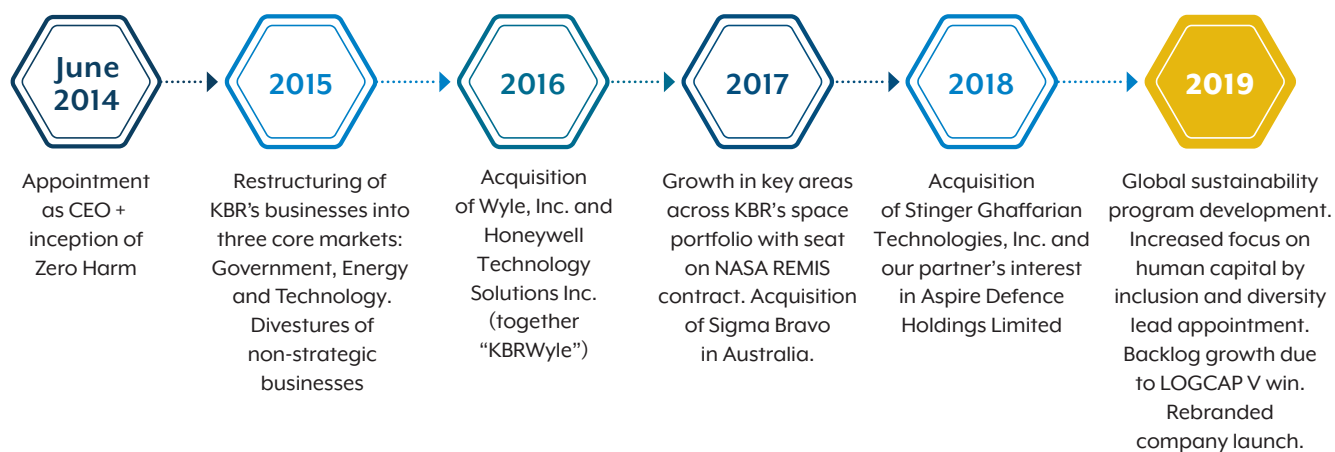 June
2014
2015
2016
2017
2018
2019
Appointment
as CEO +
inception of
Zero Harm
Restructuring of
KBR's businesses into
three core markets:
Government, Energy
and Technology.
Divestures of
non-strategic
businesses
Acquisition
of Wyle, Inc. and
Honeywell
Technology
Solutions Inc.
(together
“KBRWyle”)
Growth in key areas
across KBR's space
portfolio with seat
on NASA REMIS
contract. Acquisition
of Sigma Bravo
in Australia.
Acquisition
of Stinger Ghaffarian
Technologies, Inc. and
our partner's interest
in Aspire Defence
Holdings Limited
Global sustainability
program development.
Increased focus on
human capital by
inclusion and diversity
lead appointment.
Backlog growth due
to LOGCAP V win.
Rebranded
company launch.